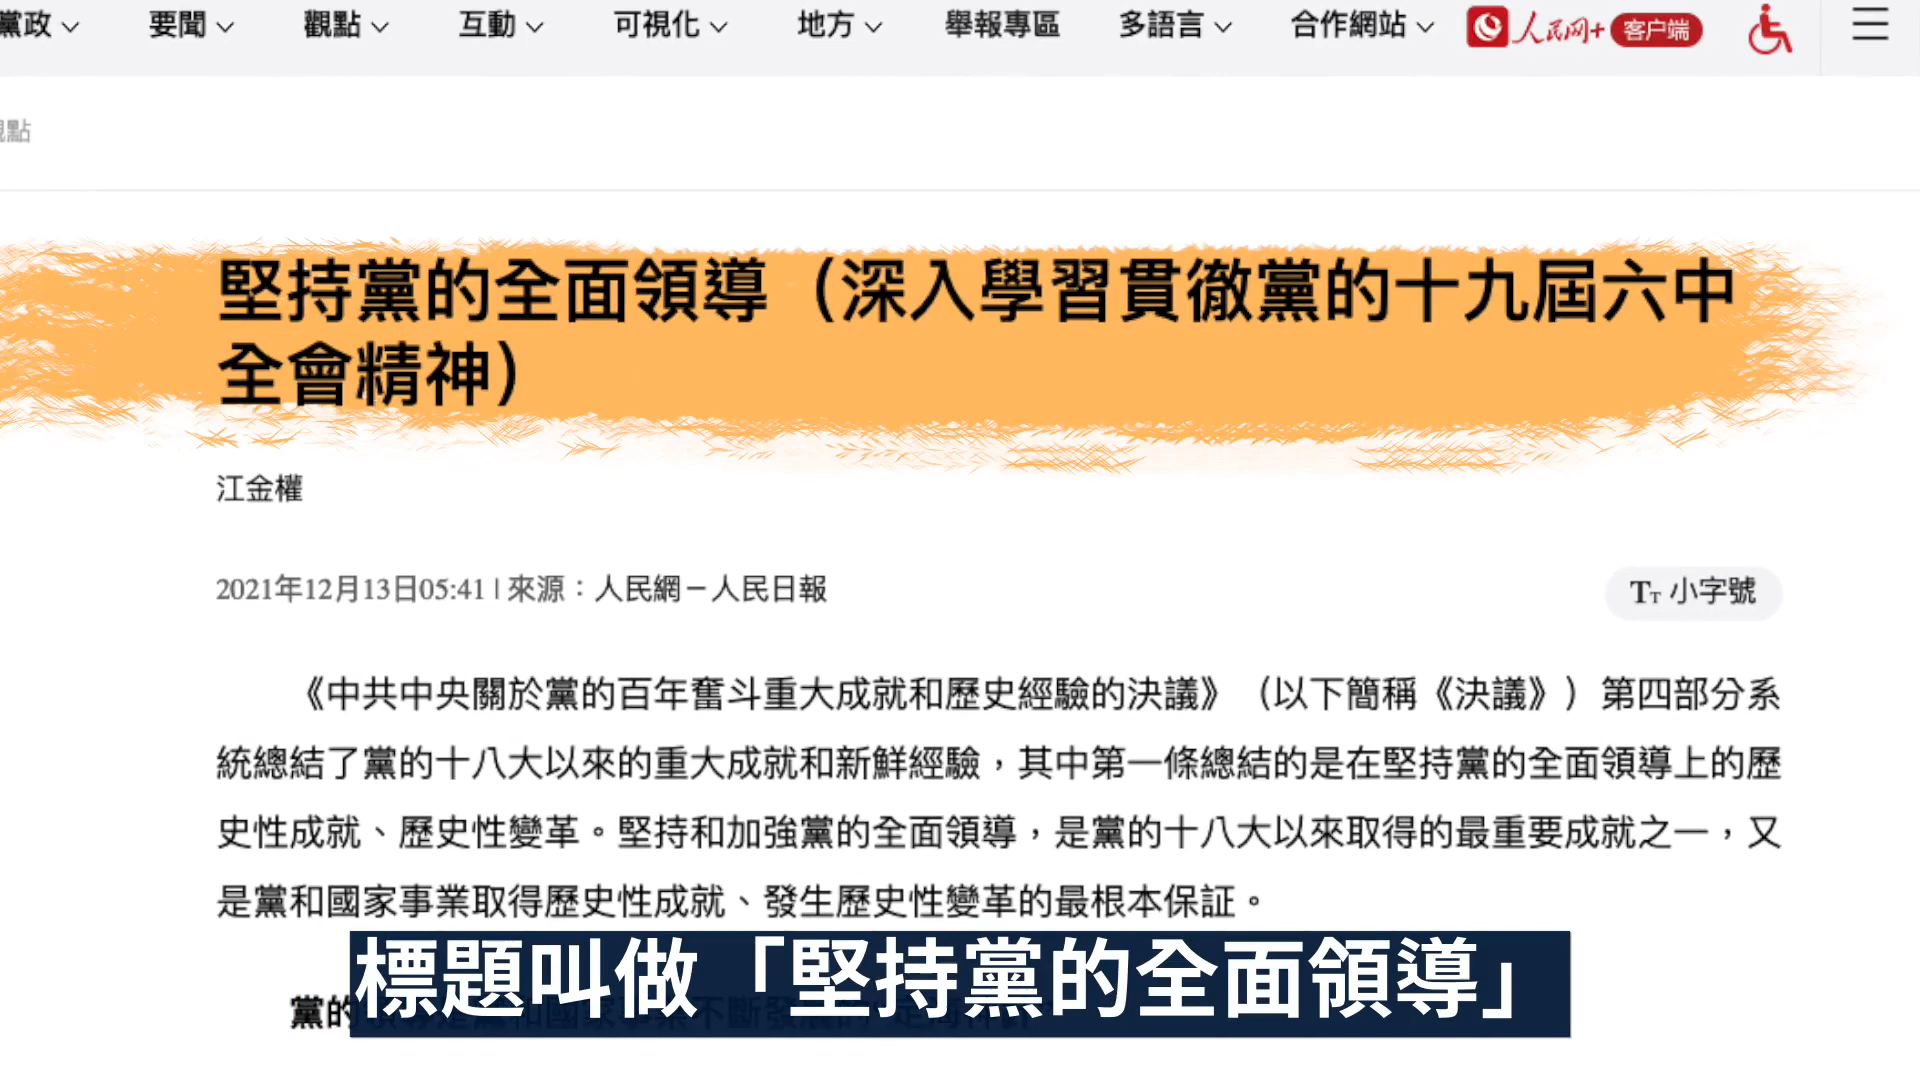 黨政 要聞 觀點 互動 可視化 地方 舉報專區 多語言 合作網站 人民网+ 客户端
觀點
堅持黨的全面領導（深入學習貫徹黨的十九屆六中
全會精神）
江金權
2021年12月13日05:41 | 來源：人民網－人民日報
TT 小字號
《中共中央關於黨的百年奮斗重大成就和歷史經驗的決議》（以下簡稱《決議》）第四部分系
統總結了黨的十八大以來的重大成就和新鮮經驗，其中第一條總結的是在堅持黨的全面領導上的歷
史性成就、歷史性變革。堅持和加強黨的全面領導，是黨的十八大以來取得的最重要成就之一，又
是黨和國家事業取得歷史性成就、發生歷史性變革的最根本保証。
黨的
標題叫做「堅持黨的全面領導」